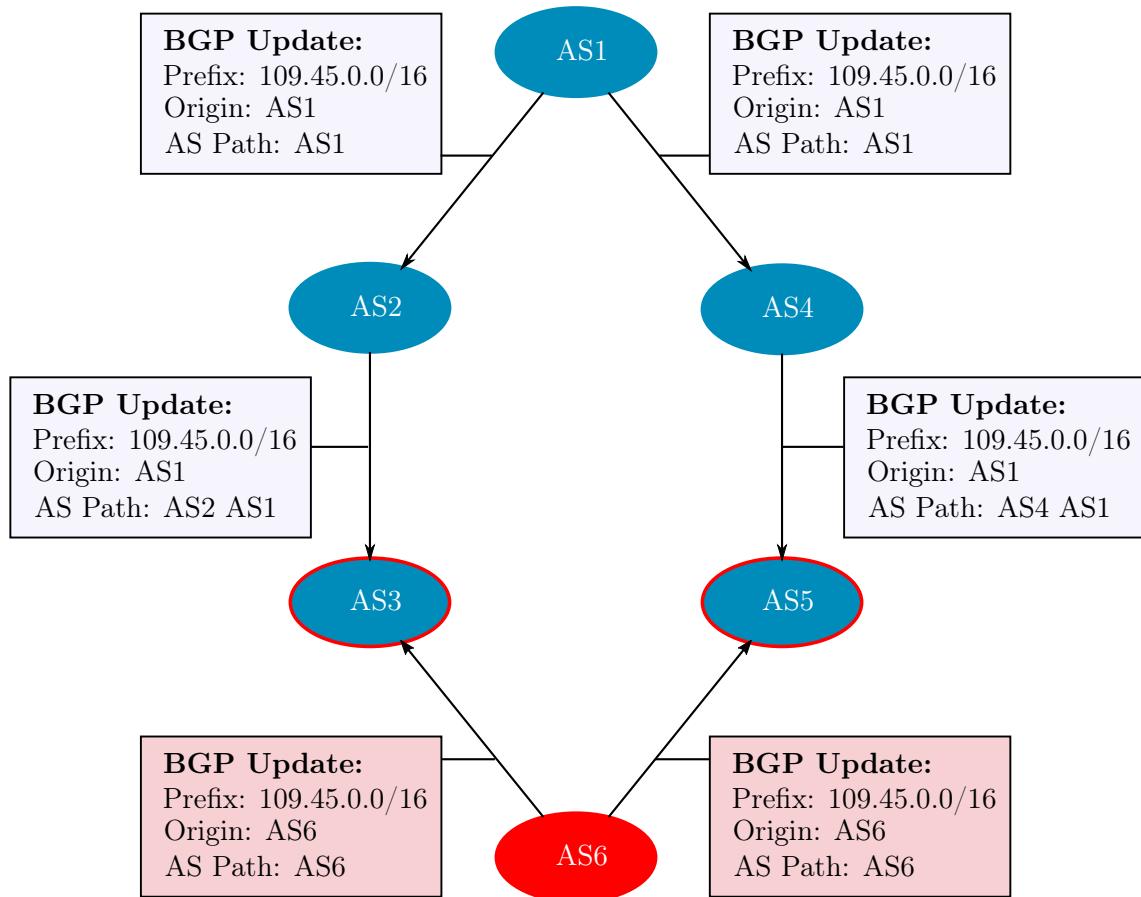 BGP Update:
Prefix: 109.45.0.0/16
Origin: AS1
AS Path: AS1
AS1
BGP Update:
Prefix: 109.45.0.0/16
Origin: AS1
AS Path: AS1
AS2
AS4
BGP Update:
Prefix: 109.45.0.0/16
Origin: AS1
AS Path: AS2 AS1
BGP Update:
Prefix: 109.45.0.0/16
Origin: AS1
AS Path: AS4 AS1
AS3
AS5
BGP Update:
Prefix: 109.45.0.0/16
Origin: AS6
AS Path: AS6
AS6
BGP Update:
Prefix: 109.45.0.0/16
Origin: AS6
AS Path: AS6